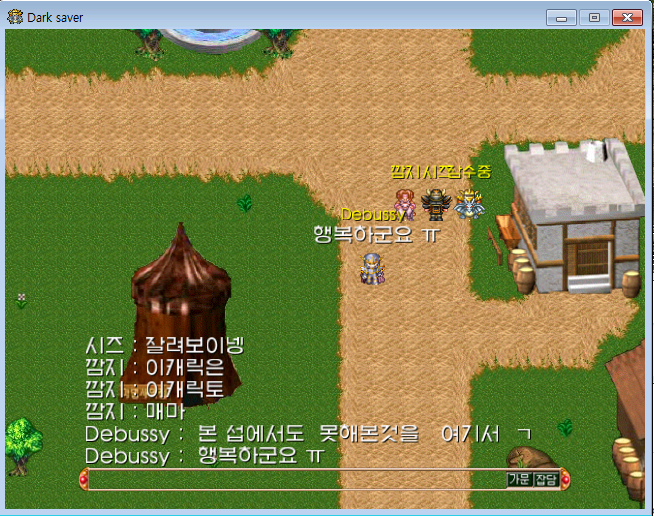 Dark saver
깜지시즈잠수중
Debussy
행복하군요 ㅠ
시즈 : 잘려보이넹
깜지 : 이캐릭은
깜지 : 이캐릭토
깜지 : 매마
Debussy : 본 섭에서도 못해본것을 여기서 ㄱ
Debussy : 행복하군요 ㅠ
가문 잡담